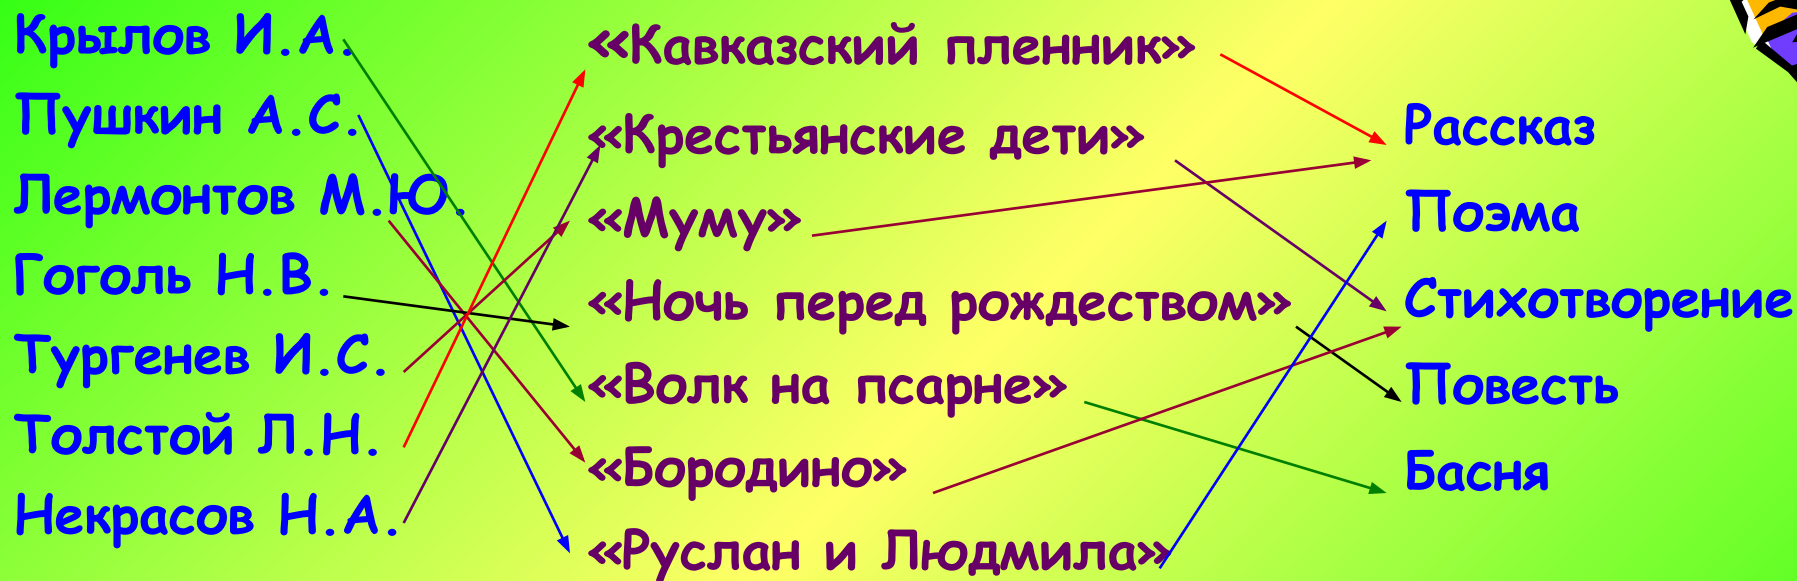 Крылов И.А.
Пушкин А.С.
Лермонтов М.Ю.
Гоголь Н.В.
Тургенев И.С.
Толстой Л.Н.
Некрасов Н.А.
«Кавказский пленник»
«Крестьянские дети»
«Муму»
«Ночь перед рождеством»
«Волк на псарне»
«Бородино»
«Руслан и Людмила»
Рассказ
Поэма
Стихотворение
Повесть
Басня